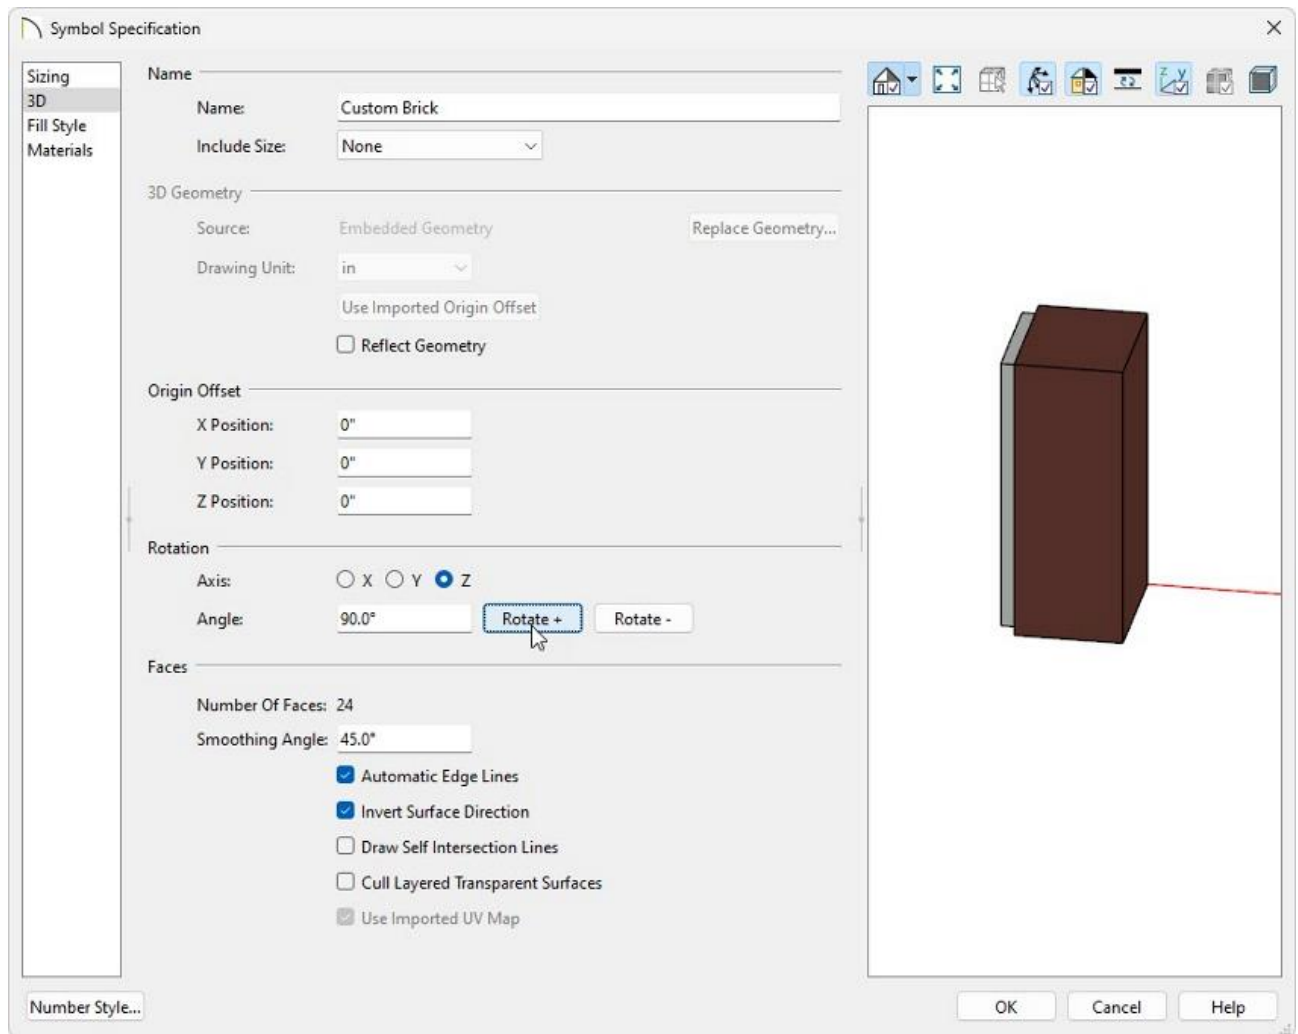 Symbol Specification
Sizing
3D
Fill Style
Materials
Name
Name: Custom Brick
Include Size: None
3D Geometry
Source: Embedded Geometry Replace Geometry...
Drawing Unit: in
Use Imported Origin Offset
Reflect Geometry
Origin Offset
X Position: 0"
Y Position: 0"
Z Position: 0"
Rotation
Axis: X Y Z
Angle: 90.0° Rotate + Rotate -
Faces
Number Of Faces: 24
Smoothing Angle: 45.0°
Automatic Edge Lines
Invert Surface Direction
Draw Self Intersection Lines
Cull Layered Transparent Surfaces
Use Imported UV Map
Z Y
Number Style... OK Cancel Help